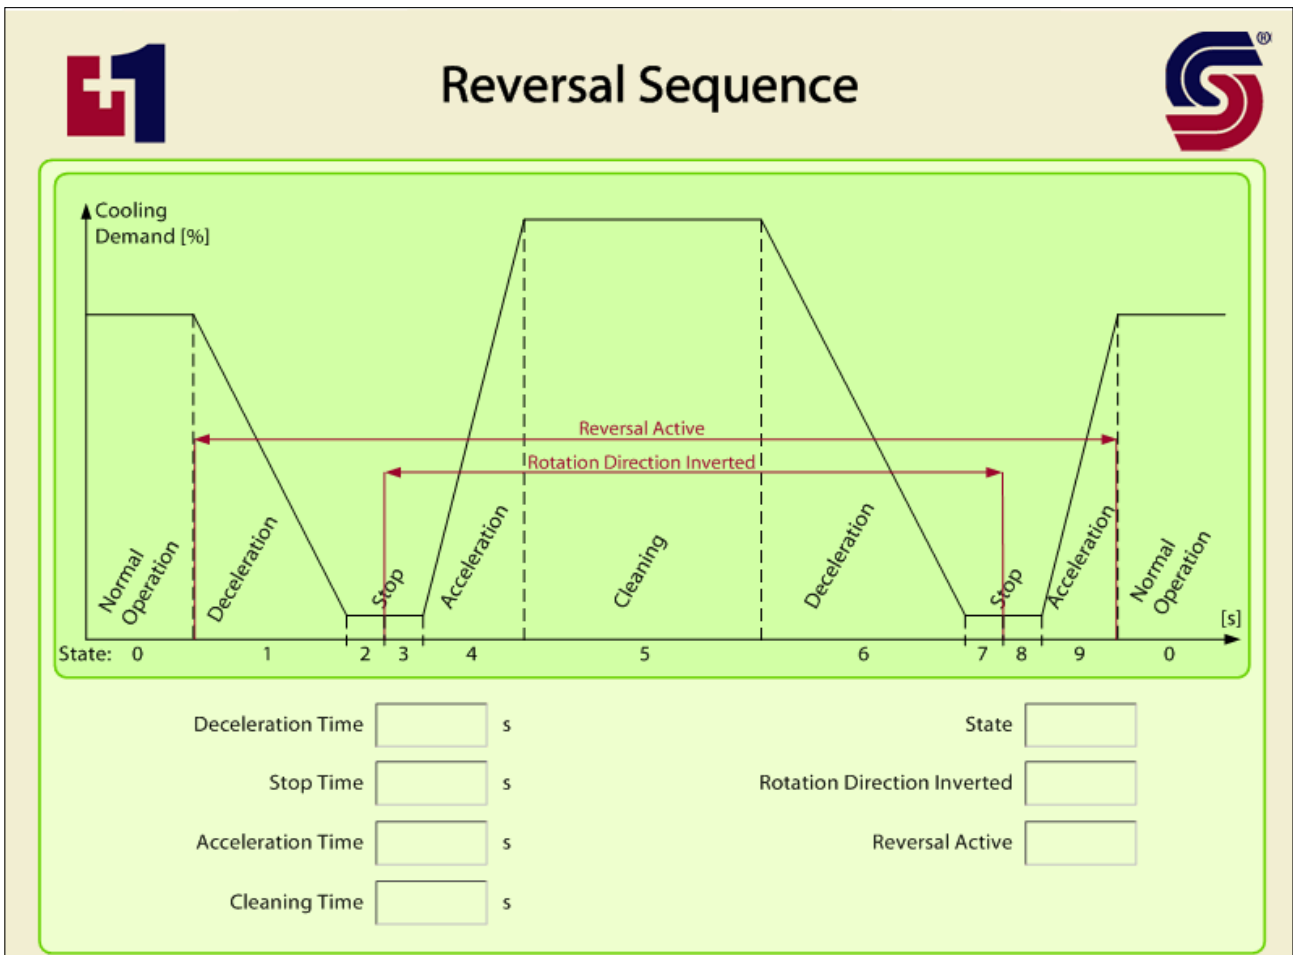 +1
Reversal Sequence
®
Cooling
Demand [%]
Reversal Active
Rotation Direction Inverted
Normal
Operation
Deceleration
Stop
Acceleration
Cleaning
Deceleration
Stop
Acceleration
Normal
Operation
[s]
State: 0 1 2 3 4 5 6 7 8 9 0
Deceleration Time s
State
Stop Time s
Rotation Direction Inverted
Acceleration Time s
Reversal Active
Cleaning Time s